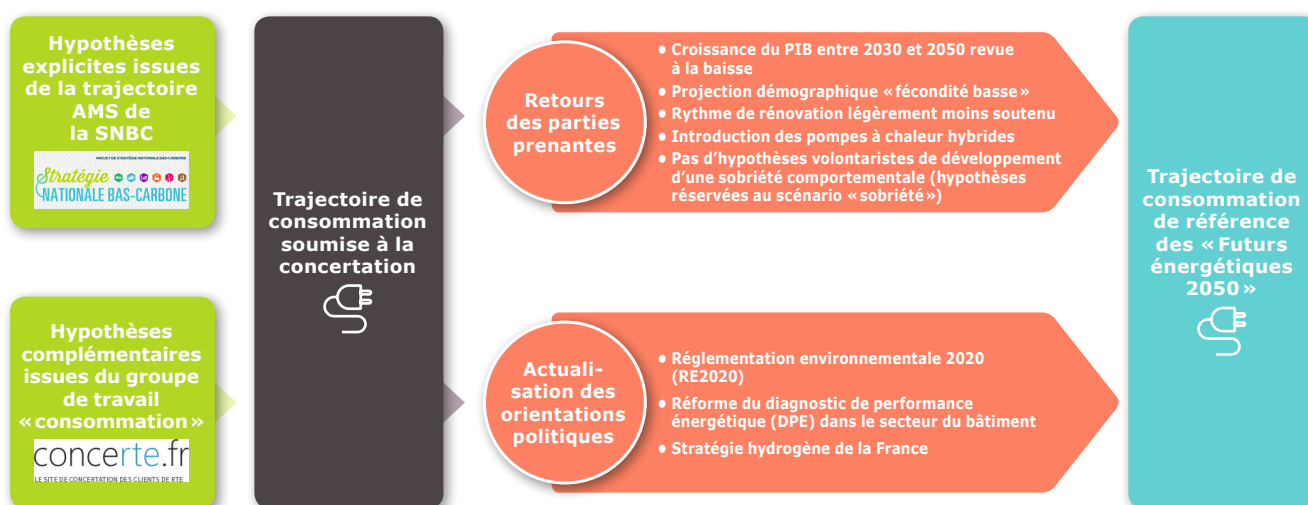 Hypothèses
explicites issues
de la trajectoire
AMS de
la SNBC
PROJET DE STRATÉGIE NATIONALE BAS-CARBONE
Stratégie
NATIONALE BAS-CARBONE
Hypothèses
complémentaires
issues du groupe
de travail
« consommation »
concerte.fr
LE SITE DE CONCERTATION DES CLIENTS DE RTE
Trajectoire de
consommation
soumise à la
concertation
Retours
des parties
prenantes
• Croissance du PIB entre 2030 et 2050 revue
à la baisse
• Projection démographique « fécondité basse »
• Rythme de rénovation légèrement moins soutenu
• Introduction des pompes à chaleur hybrides
• Pas d’hypothèses volontaristes de développement
d’une sobriété comportementale (hypothèses
réservées au scénario « sobriété »)
Actuali-
sation des
orientations
politiques
• Réglementation environnementale 2020
(RE2020)
• Réforme du diagnostic de performance
énergétique (DPE) dans le secteur du bâtiment
• Stratégie hydrogène de la France
Trajectoire de
consommation
de référence
des « Futurs
énergétiques
2050 »